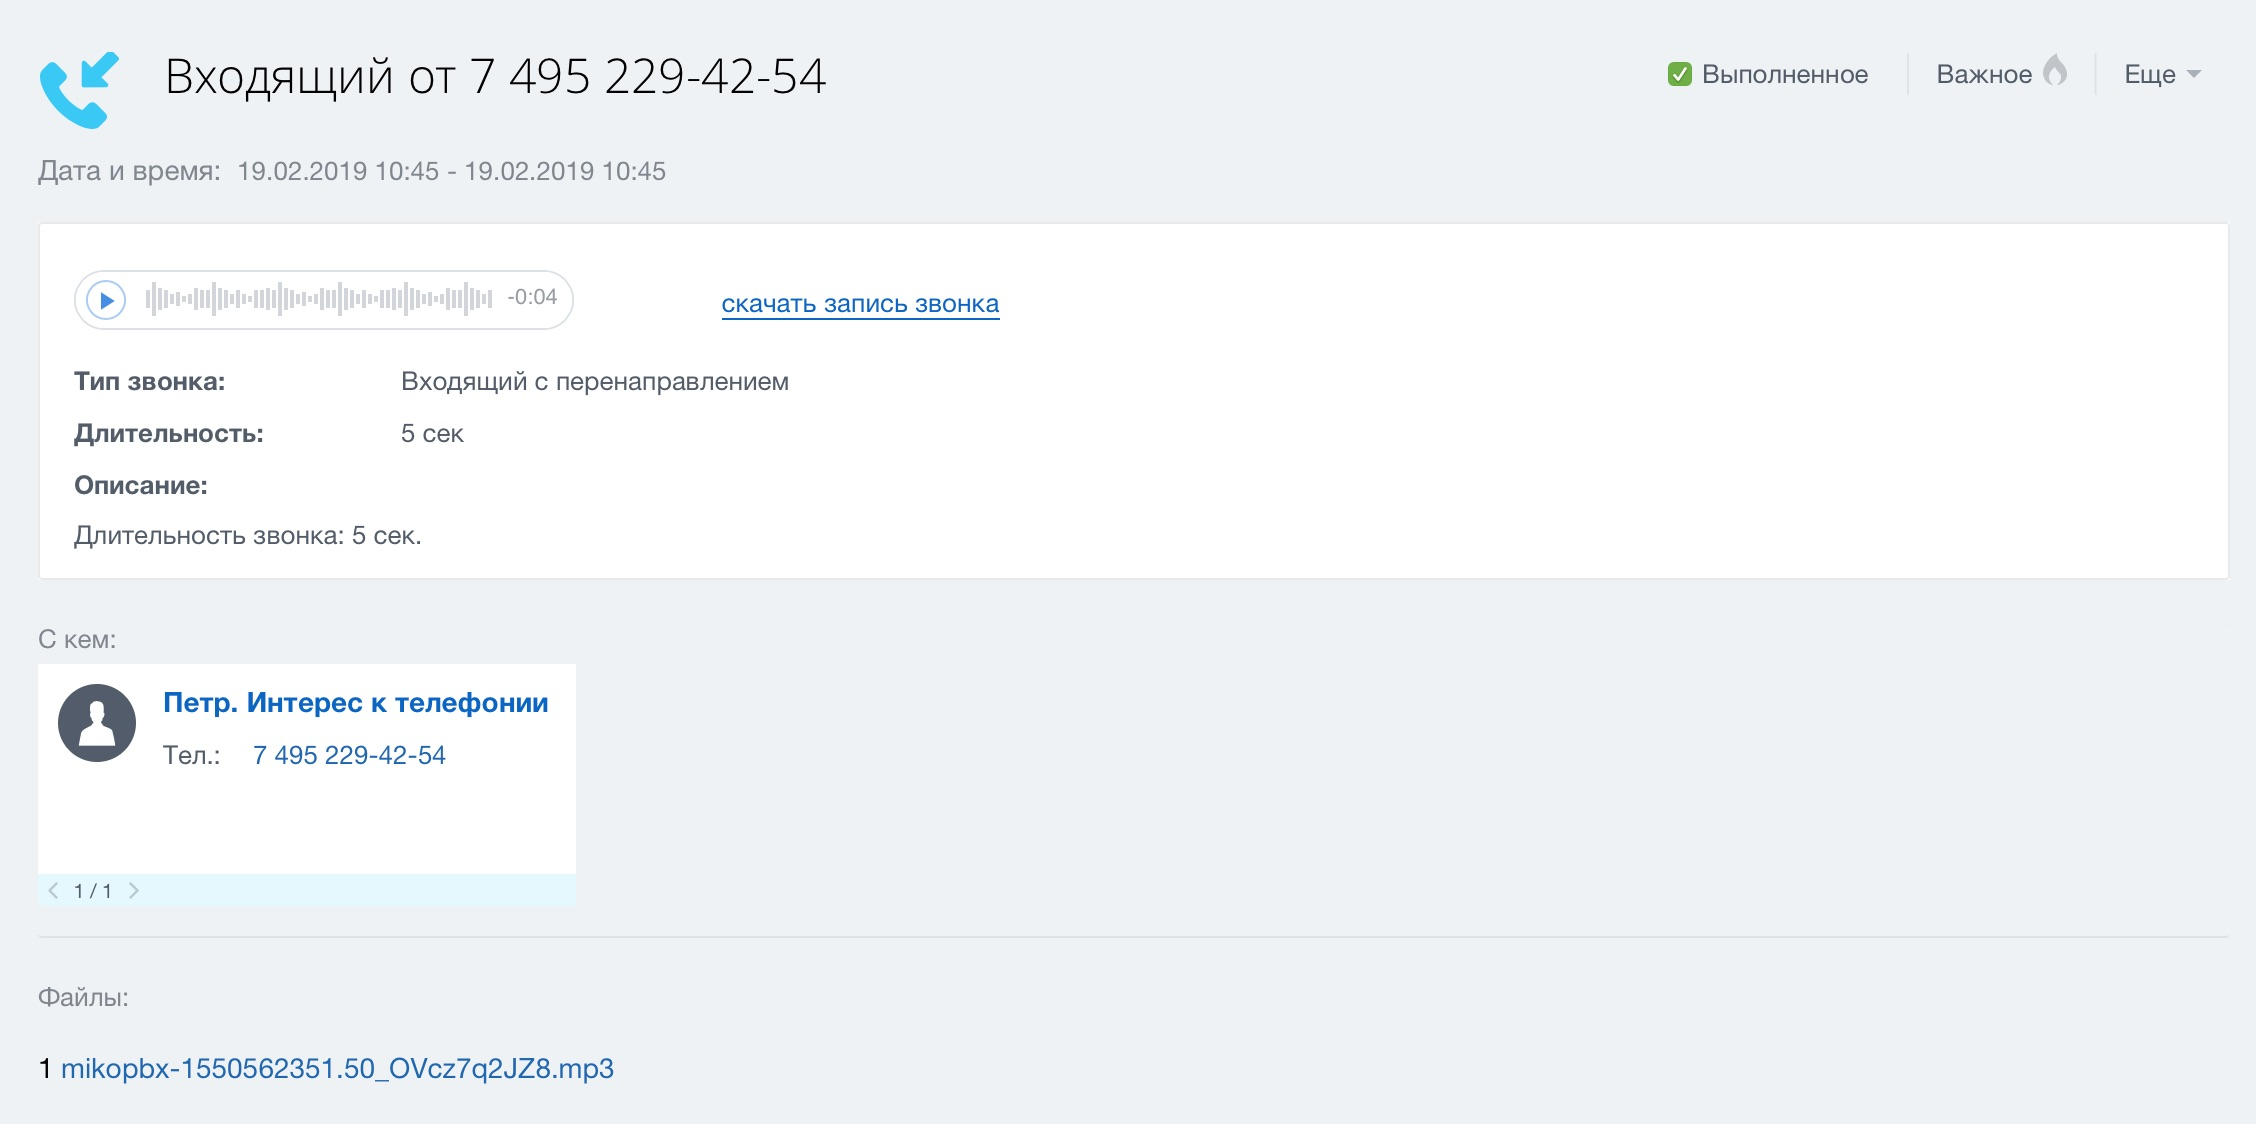 Входящий от 7 495 229-42-54
Выполненное
Важное
Еще
Дата и время: 19.02.2019 10:45 - 19.02.2019 10:45
-0:04
скачать запись звонка
Тип звонка: Входящий с перенаправлением
Длительность: 5 сек
Описание:
Длительность звонка: 5 сек.
С кем:
Петр. Интерес к телефонии
Тел.: 7 495 229-42-54
1 / 1
Файлы:
1 mikopbx-1550562351.50_OVcz7q2JZ8.mp3